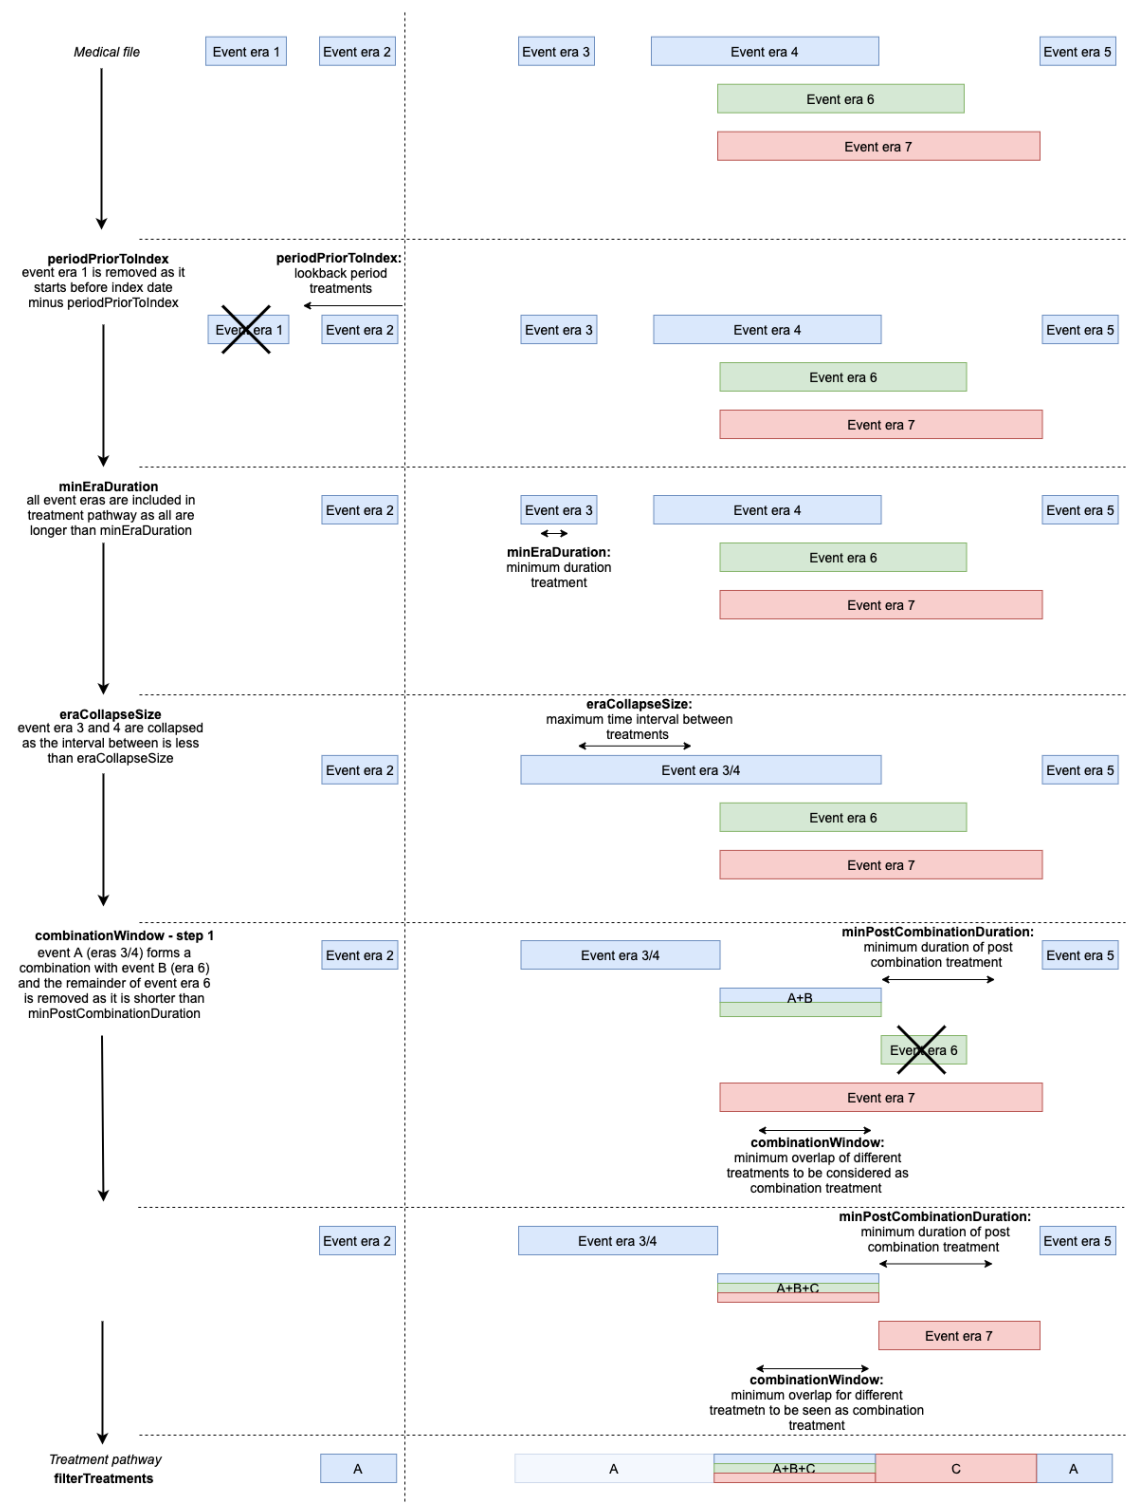 Medical file
Event era 1
Event era 2
Event era 3
Event era 4
Event era 5
Event era 6
Event era 7
periodPriorToIndex
event era 1 is removed as it
starts before index date
minus periodPriorToIndex
periodPriorToIndex:
lookback period
treatments
Event era 1
Event era 2
Event era 3
Event era 4
Event era 5
Event era 6
Event era 7
minEraDuration
all event eras are included in
treatment pathway as all are
longer than minEraDuration
Event era 2
Event era 3
Event era 4
Event era 5
minEraDuration:
minimum duration
treatment
Event era 6
Event era 7
eraCollapseSize
event era 3 and 4 are collapsed
as the interval between is less
than eraCollapseSize
eraCollapseSize:
maximum time interval between
treatments
Event era 2
Event era 3/4
Event era 5
Event era 6
Event era 7
combinationWindow - step 1
event A (eras 3/4) forms a
combination with event B (era 6)
and the remainder of event era 6
is removed as it is shorter than
minPostCombinationDuration
Event era 2
Event era 3/4
minPostCombinationDuration:
minimum duration of post
combination treatment
Event era 5
A+B
Event era 6
Event era 7
combinationWindow:
minimum overlap of different
treatments to be considered as
combination treatment
Event era 2
Event era 3/4
minPostCombinationDuration:
minimum duration of post
combination treatment
Event era 5
A+B+C
Event era 7
combinationWindow:
minimum overlap for different
treatmetn to be seen as combination
treatment
Treatment pathway
filterTreatments
A
A
A+B+C
C
A